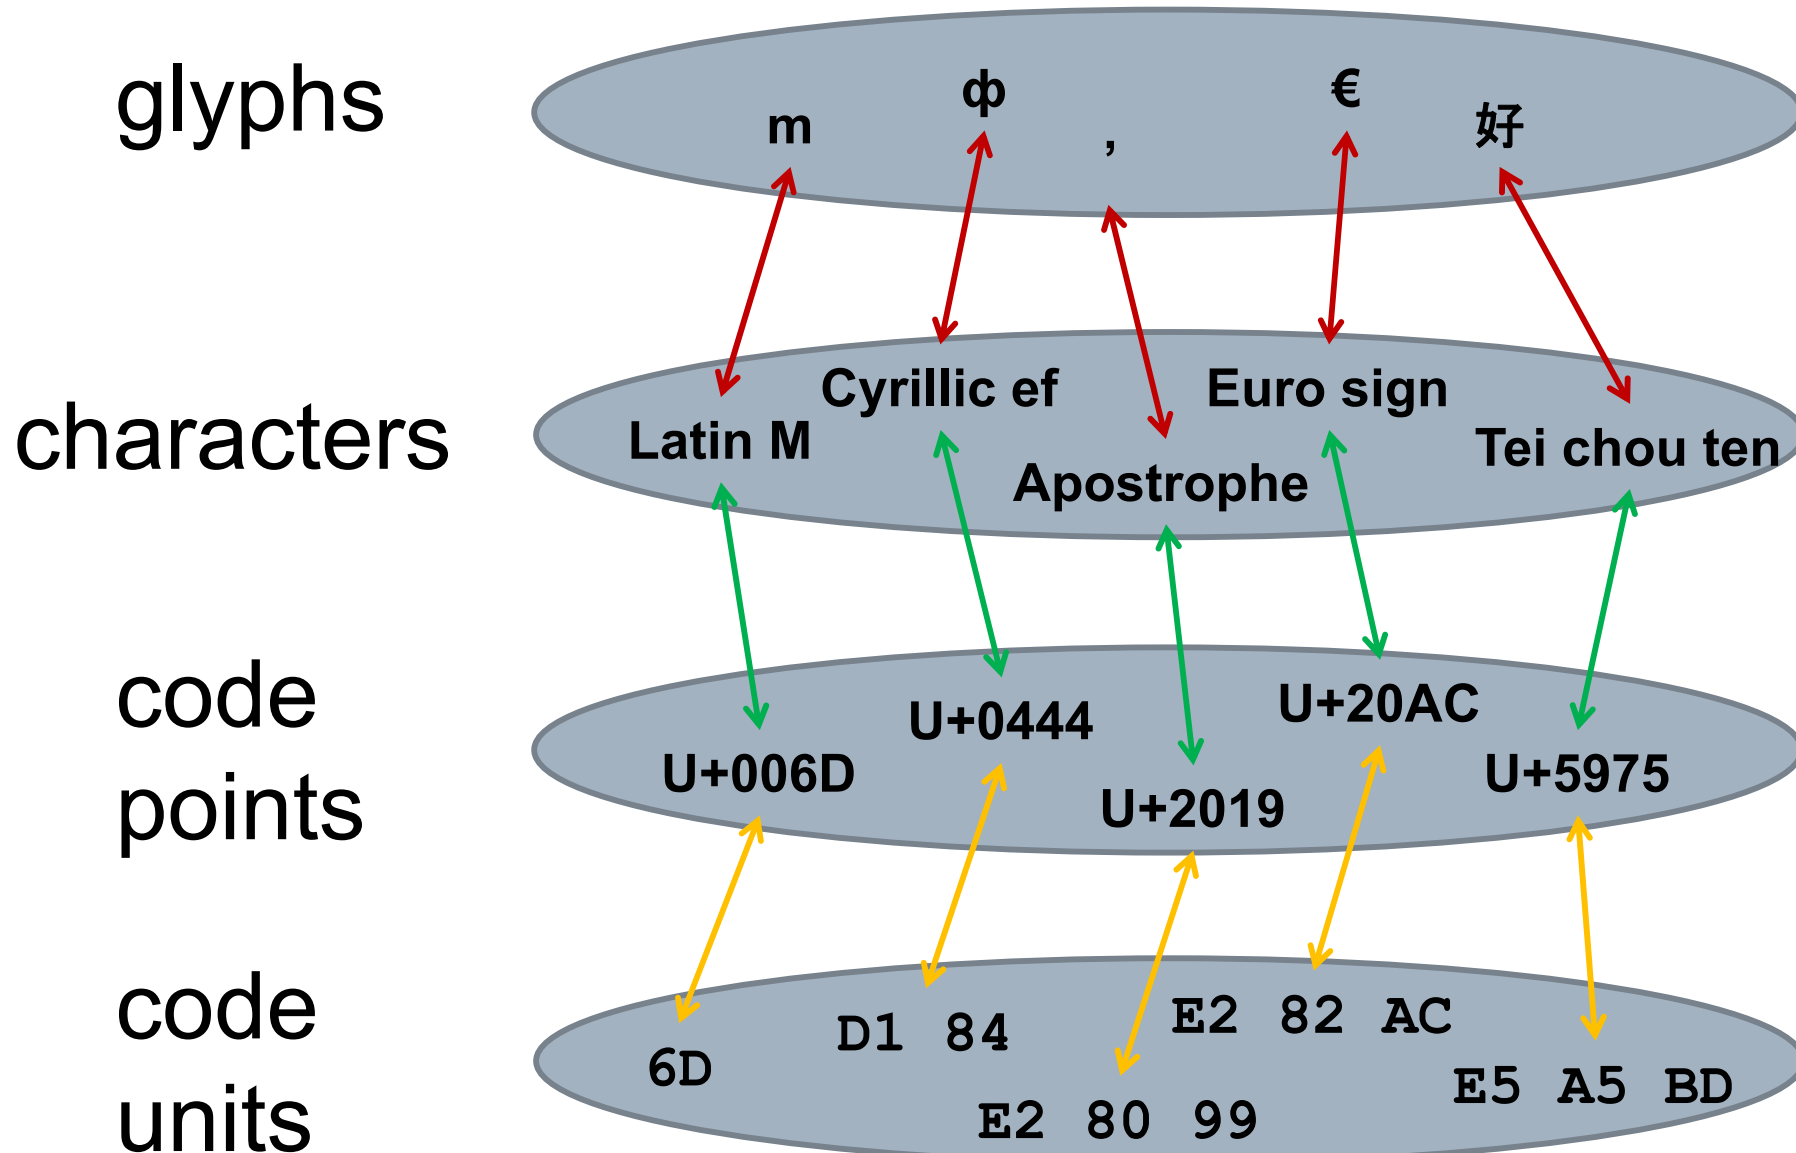 glyphs
m ф ’ € 好
characters
Latin M Cyrillic ef Apostrophe Euro sign Tei chou ten
code
points
U+006D U+0444 U+2019 U+20AC U+5975
code
units
6D D1 84 E2 80 99 E2 82 AC E5 A5 BD